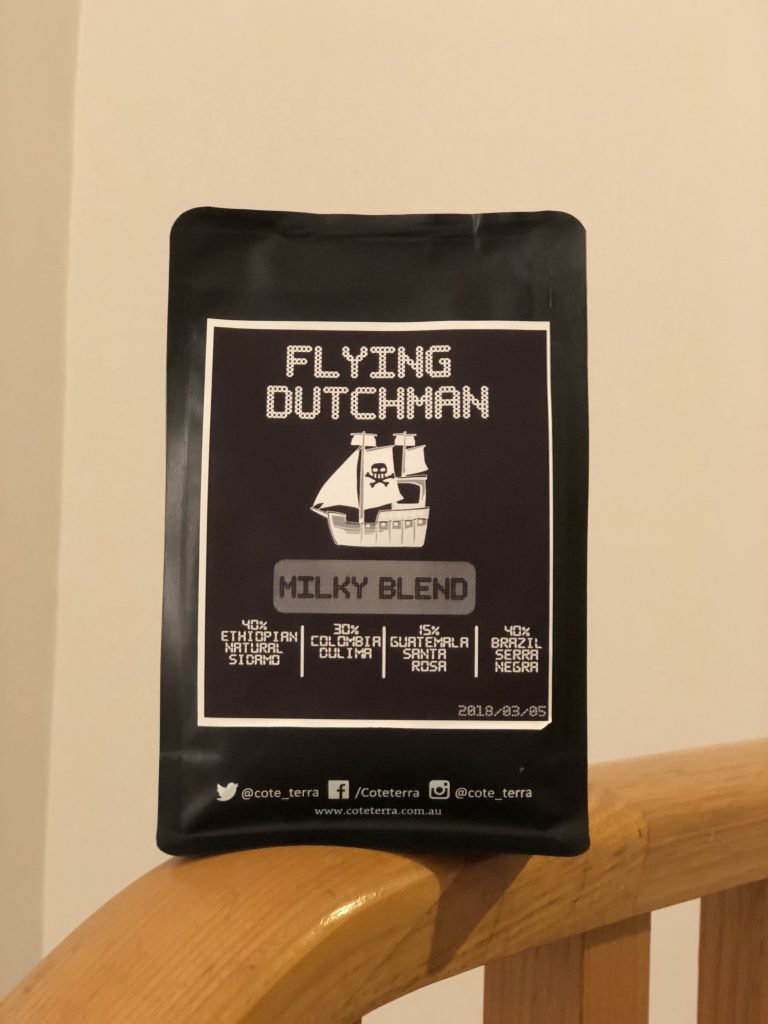 FLYING
DUTCHMAN
MILKY BLEND
40%
ETHIOPIAN
NATURAL
SIDAMO
30%
COLOMBIA
DULIMA
15%
GUATEMALA
SANTA
ROSA
40%
BRAZIL
SERRA
NEGRA
2018/03/05
@cote_terra /Coteterra @cote_terra
www.coteterra.com.au